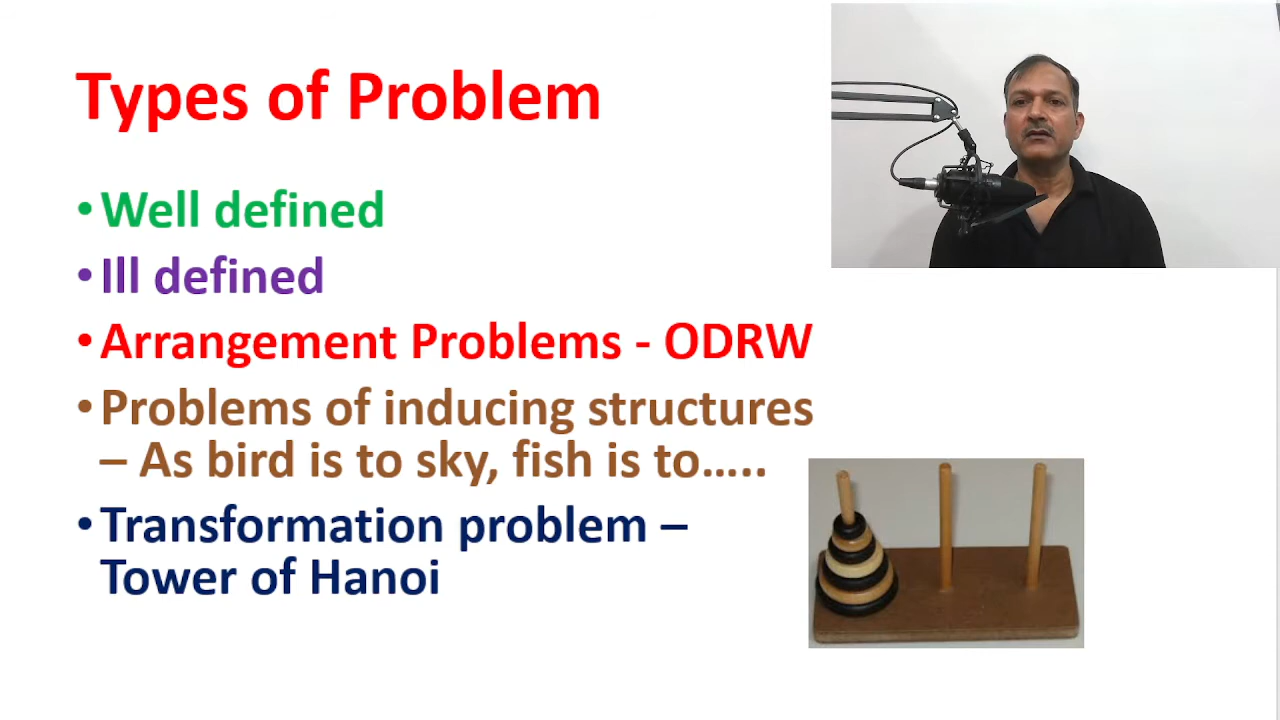 Types of Problem
•Well defined
•Ill defined
•Arrangement Problems - ODRW
•Problems of inducing structures
– As bird is to sky, fish is to…..
•Transformation problem –
Tower of Hanoi